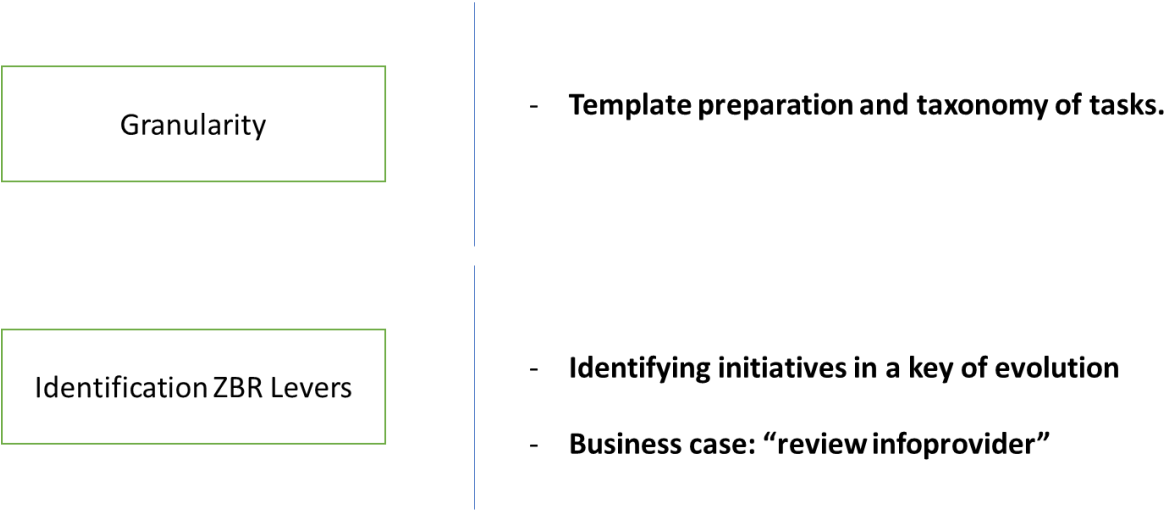 Granularity
- Template preparation and taxonomy of tasks.
Identification ZBR Levers
- Identifying initiatives in a key of evolution
- Business case: “review infoprovider”